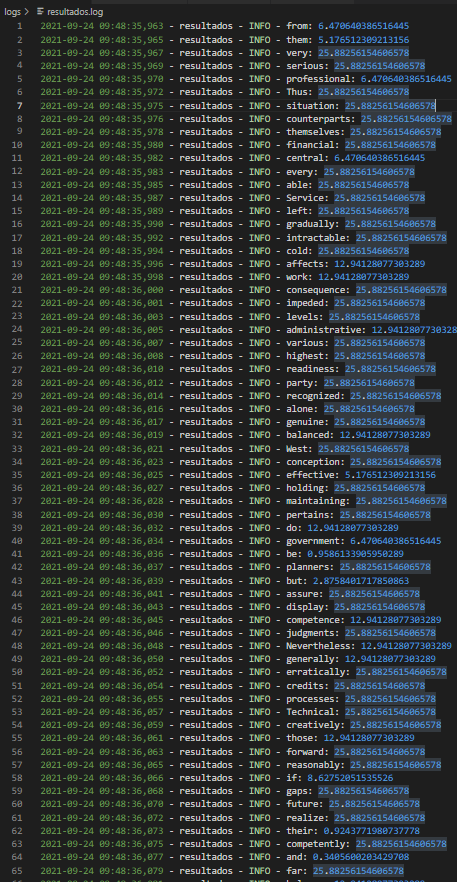 logs > resultados.log
1 2021-09-24 09:48:35,963 - resultados - INFO - from: 6.470640386516445
2 2021-09-24 09:48:35,965 - resultados - INFO - them: 5.176512309213156
3 2021-09-24 09:48:35,967 - resultados - INFO - very: 25.88256154606578
4 2021-09-24 09:48:35,969 - resultados - INFO - serious: 25.88256154606578
5 2021-09-24 09:48:35,970 - resultados - INFO - professional: 6.470640386516445
6 2021-09-24 09:48:35,972 - resultados - INFO - Thus: 25.88256154606578
7 2021-09-24 09:48:35,975 - resultados - INFO - situation: 25.88256154606578
8 2021-09-24 09:48:35,976 - resultados - INFO - counterparts: 25.88256154606578
9 2021-09-24 09:48:35,978 - resultados - INFO - themselves: 25.88256154606578
10 2021-09-24 09:48:35,980 - resultados - INFO - financial: 25.88256154606578
11 2021-09-24 09:48:35,982 - resultados - INFO - central: 6.470640386516445
12 2021-09-24 09:48:35,983 - resultados - INFO - every: 25.88256154606578
13 2021-09-24 09:48:35,985 - resultados - INFO - able: 25.88256154606578
14 2021-09-24 09:48:35,987 - resultados - INFO - Service: 25.88256154606578
15 2021-09-24 09:48:35,989 - resultados - INFO - left: 25.88256154606578
16 2021-09-24 09:48:35,990 - resultados - INFO - gradually: 25.88256154606578
17 2021-09-24 09:48:35,992 - resultados - INFO - intractable: 25.88256154606578
18 2021-09-24 09:48:35,994 - resultados - INFO - cold: 25.88256154606578
19 2021-09-24 09:48:35,996 - resultados - INFO - affects: 12.94128077303289
20 2021-09-24 09:48:35,998 - resultados - INFO - work: 12.94128077303289
21 2021-09-24 09:48:36,000 - resultados - INFO - consequence: 25.88256154606578
22 2021-09-24 09:48:36,001 - resultados - INFO - impeded: 25.88256154606578
23 2021-09-24 09:48:36,003 - resultados - INFO - levels: 25.88256154606578
24 2021-09-24 09:48:36,005 - resultados - INFO - administrative: 12.9412807730328
25 2021-09-24 09:48:36,007 - resultados - INFO - various: 25.88256154606578
26 2021-09-24 09:48:36,008 - resultados - INFO - highest: 25.88256154606578
27 2021-09-24 09:48:36,010 - resultados - INFO - readiness: 25.88256154606578
28 2021-09-24 09:48:36,012 - resultados - INFO - party: 25.88256154606578
29 2021-09-24 09:48:36,014 - resultados - INFO - recognized: 25.88256154606578
30 2021-09-24 09:48:36,016 - resultados - INFO - alone: 25.88256154606578
31 2021-09-24 09:48:36,017 - resultados - INFO - genuine: 25.88256154606578
32 2021-09-24 09:48:36,019 - resultados - INFO - balanced: 12.94128077303289
33 2021-09-24 09:48:36,021 - resultados - INFO - West: 25.88256154606578
34 2021-09-24 09:48:36,023 - resultados - INFO - conception: 25.88256154606578
35 2021-09-24 09:48:36,025 - resultados - INFO - effective: 5.176512309213156
36 2021-09-24 09:48:36,027 - resultados - INFO - holding: 25.88256154606578
37 2021-09-24 09:48:36,028 - resultados - INFO - maintaining: 25.88256154606578
38 2021-09-24 09:48:36,030 - resultados - INFO - pertains: 25.88256154606578
39 2021-09-24 09:48:36,032 - resultados - INFO - do: 12.94128077303289
40 2021-09-24 09:48:36,034 - resultados - INFO - government: 6.470640386516445
41 2021-09-24 09:48:36,036 - resultados - INFO - be: 0.9586133905950289
42 2021-09-24 09:48:36,037 - resultados - INFO - planners: 25.88256154606578
43 2021-09-24 09:48:36,039 - resultados - INFO - but: 2.8758401717850863
44 2021-09-24 09:48:36,041 - resultados - INFO - assure: 25.88256154606578
45 2021-09-24 09:48:36,043 - resultados - INFO - display: 25.88256154606578
46 2021-09-24 09:48:36,045 - resultados - INFO - competence: 12.94128077303289
47 2021-09-24 09:48:36,046 - resultados - INFO - judgments: 25.88256154606578
48 2021-09-24 09:48:36,048 - resultados - INFO - Nevertheless: 12.94128077303289
49 2021-09-24 09:48:36,050 - resultados - INFO - generally: 12.94128077303289
50 2021-09-24 09:48:36,052 - resultados - INFO - erratically: 25.88256154606578
51 2021-09-24 09:48:36,054 - resultados - INFO - credits: 25.88256154606578
52 2021-09-24 09:48:36,055 - resultados - INFO - processes: 25.88256154606578
53 2021-09-24 09:48:36,057 - resultados - INFO - Technical: 25.88256154606578
54 2021-09-24 09:48:36,059 - resultados - INFO - creatively: 25.88256154606578
55 2021-09-24 09:48:36,061 - resultados - INFO - those: 12.94128077303289
56 2021-09-24 09:48:36,063 - resultados - INFO - forward: 25.88256154606578
57 2021-09-24 09:48:36,065 - resultados - INFO - reasonably: 25.88256154606578
58 2021-09-24 09:48:36,066 - resultados - INFO - if: 8.62752051535526
59 2021-09-24 09:48:36,068 - resultados - INFO - gaps: 25.88256154606578
60 2021-09-24 09:48:36,070 - resultados - INFO - future: 25.88256154606578
61 2021-09-24 09:48:36,072 - resultados - INFO - realize: 25.88256154606578
62 2021-09-24 09:48:36,073 - resultados - INFO - their: 0.9243771980737778
63 2021-09-24 09:48:36,075 - resultados - INFO - competently: 25.88256154606578
64 2021-09-24 09:48:36,077 - resultados - INFO - and: 0.3405600203429708
65 2021-09-24 09:48:36,079 - resultados - INFO - far: 25.88256154606578